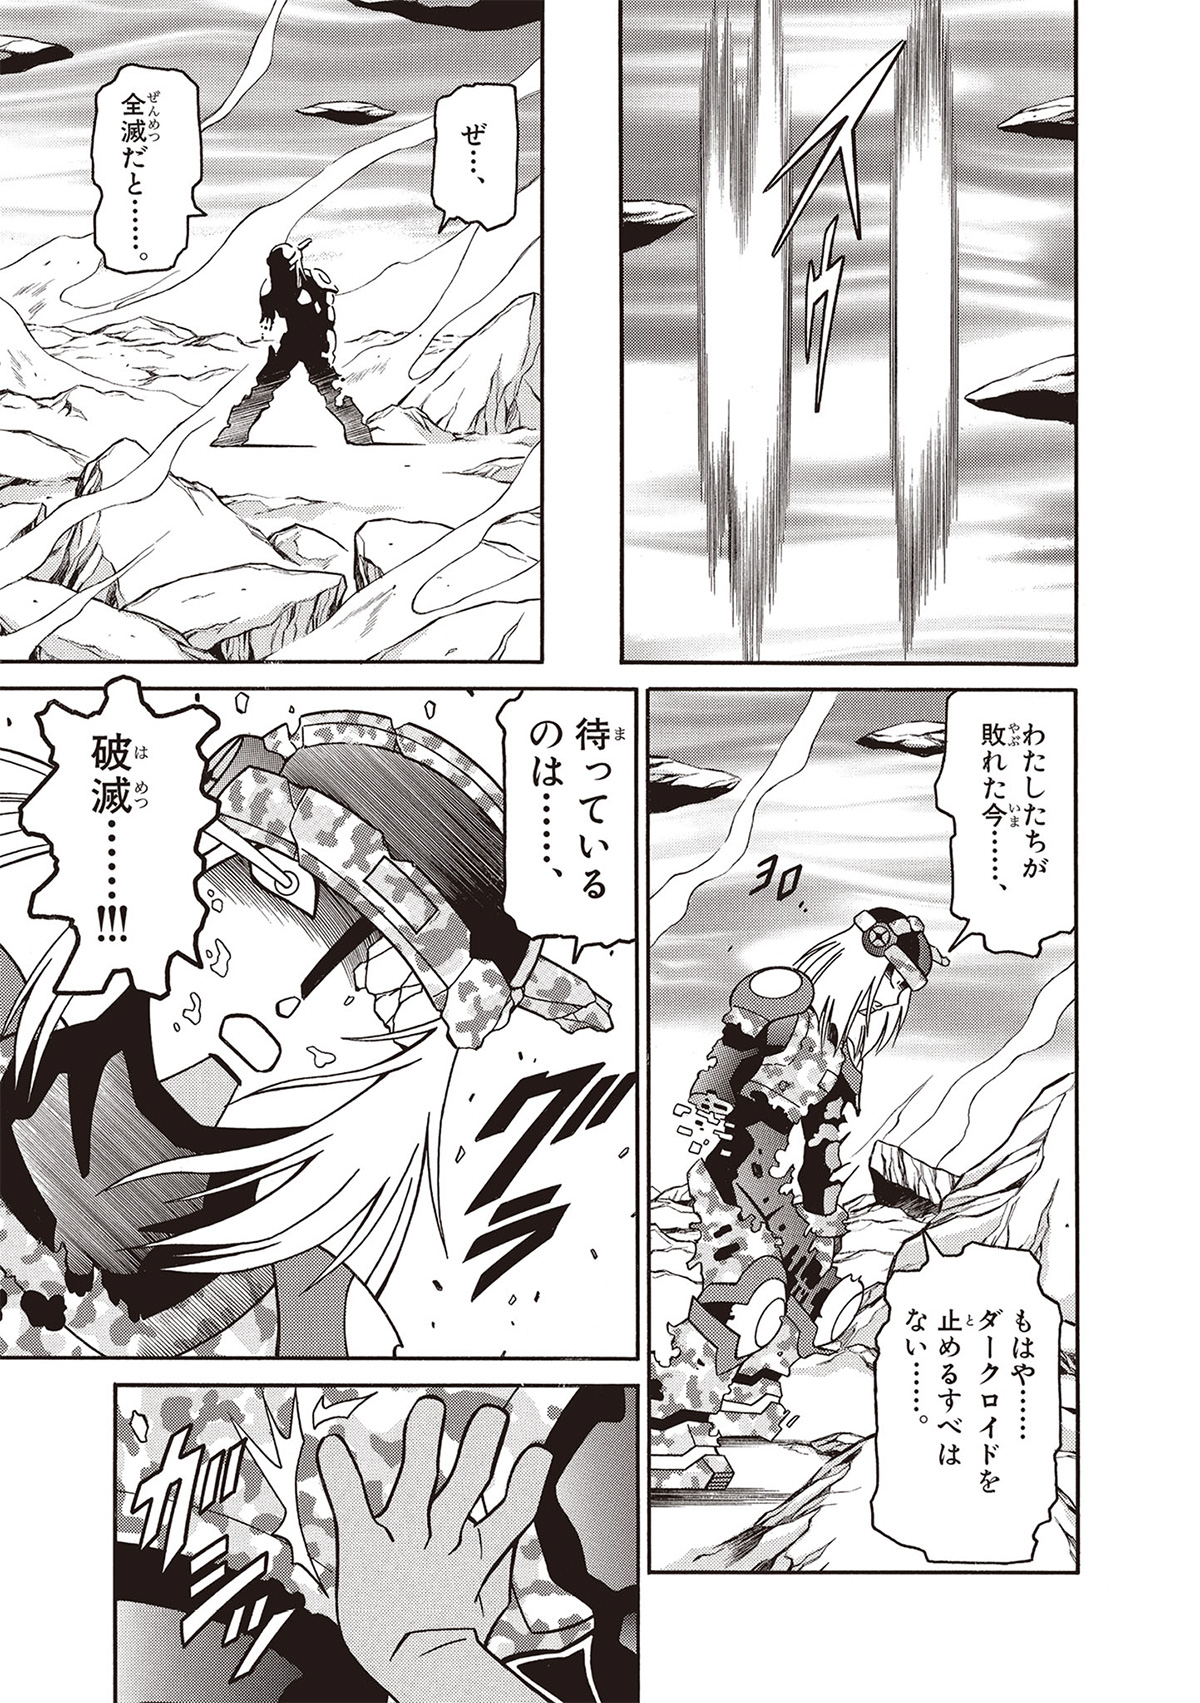 スケ
ぜ…、
全滅だと……。
わたしたちが
敗れた今……、
ヨロ
もはや……
ダークロイドを
止めるすべは
ない……。
待っている
のは……、
破滅……!!!
グラ
ガシッ